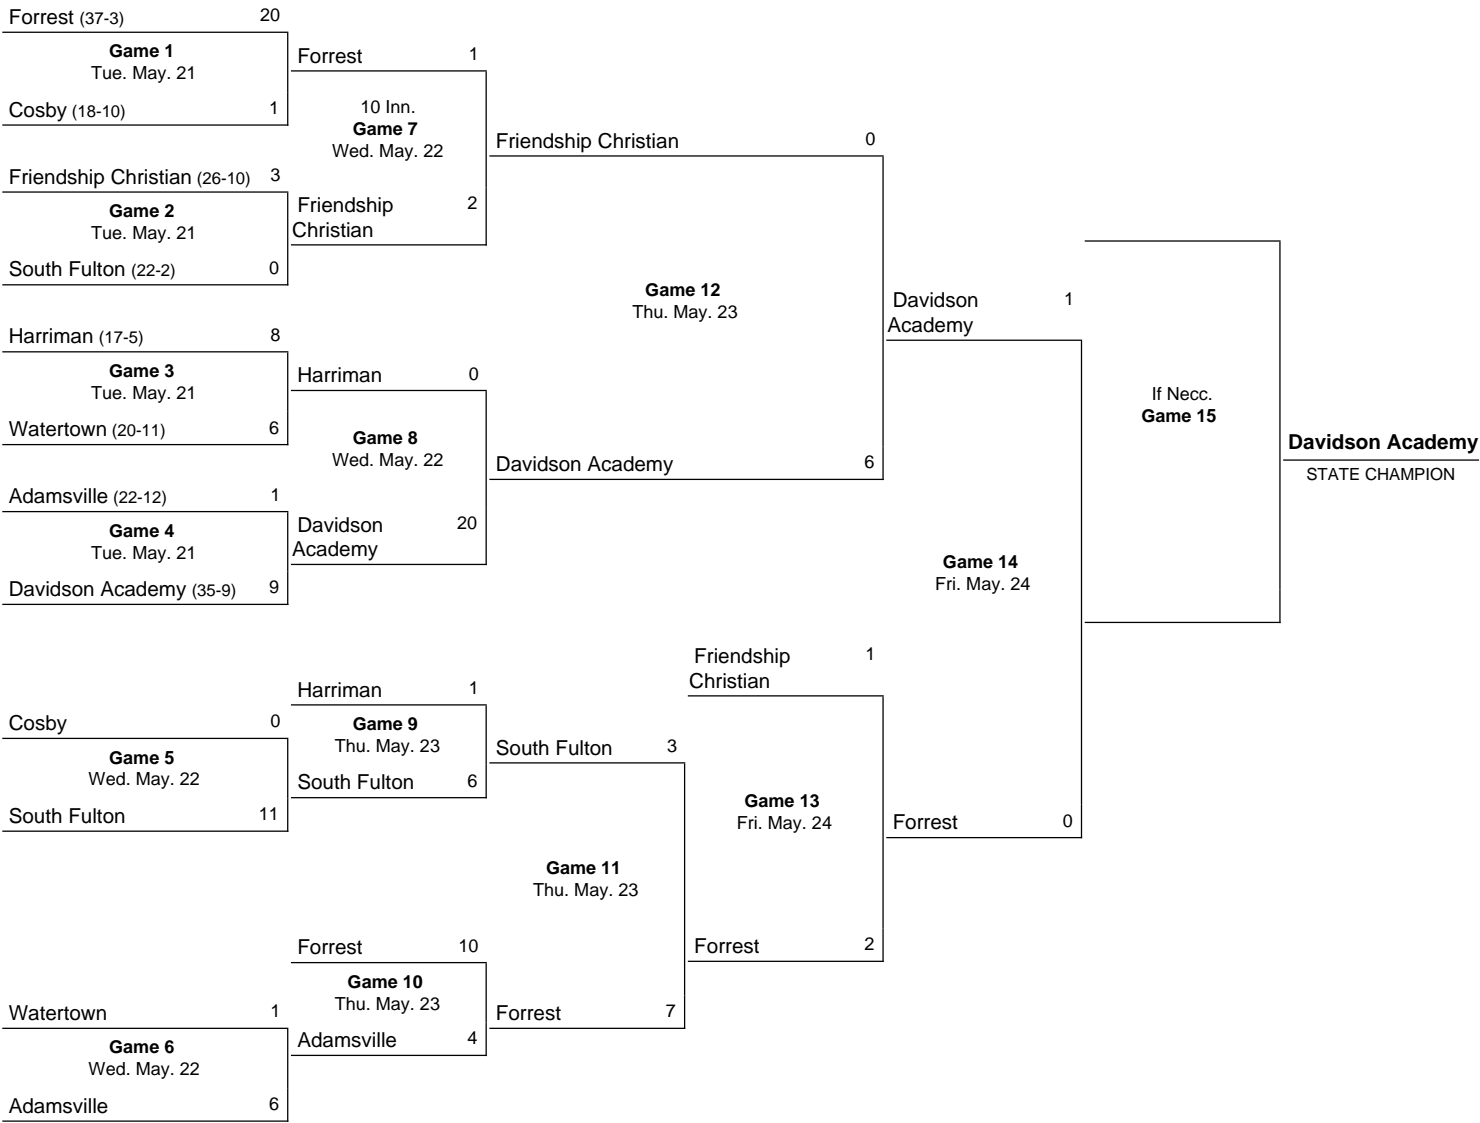 Forrest (37-3) 20
Game 1
Tue. May. 21
Cosby (18-10) 1
Friendship Christian (26-10) 3
Game 2
Tue. May. 21
South Fulton (22-2) 0
Harriman (17-5) 8
Game 3
Tue. May. 21
Watertown (20-11) 6
Adamsville (22-12) 1
Game 4
Tue. May. 21
Davidson Academy (35-9) 9
Cosby 0
Game 5
Wed. May. 22
South Fulton 11
Watertown 1
Game 6
Wed. May. 22
Adamsville 6
Forrest 1
10 Inn.
Game 7
Wed. May. 22
Friendship 2
Christian
Harriman 0
Game 8
Wed. May. 22
Davidson 20
Academy
Harriman 1
Game 9
Thu. May. 23
South Fulton 6
Forrest 10
Game 10
Thu. May. 23
Adamsville 4
Friendship Christian 0
Game 12
Thu. May. 23
Davidson Academy 6
South Fulton 3
Game 11
Thu. May. 23
Forrest 7
Friendship 1
Christian
Game 13
Fri. May. 24
Forrest 2
Davidson 1
Academy
Game 14
Fri. May. 24
Forrest 0
If Necc.
Game 15
Davidson Academy
STATE CHAMPION